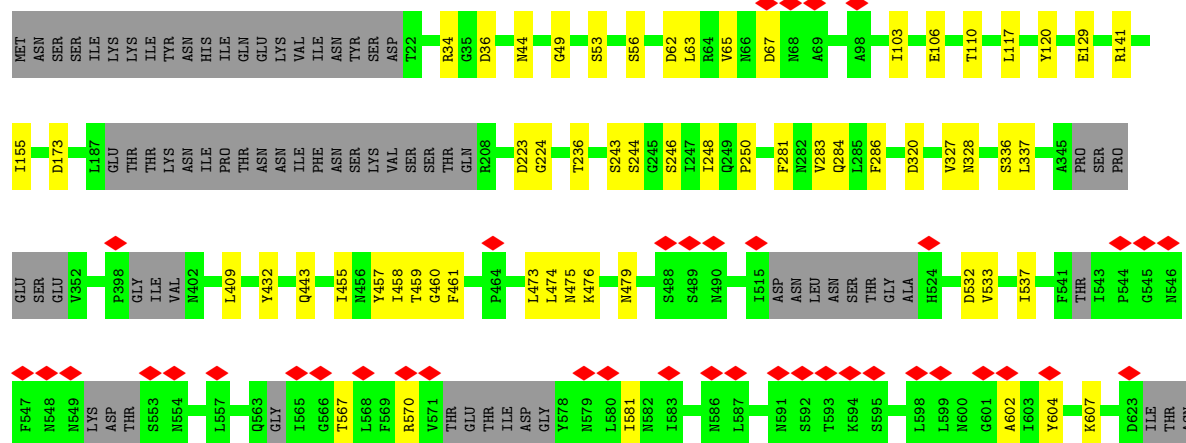 MET ASN SER SER ILE LYS LYS ILE TYR ASN HIS ILE GLN GLU LYS VAL ILE ASN TYR SER ASP T22 R34 G35 D36 N44 G49 S53 S56 D62 L63 R64 V65 N66 D67 N68 A69 A98 I103 E106 T110 L117 Y120 E129 R141
I155 D173 L187 GLU THR THR LYS ASN ILE PRO THR ASN ASN ILE PHE ASN SER LYS VAL SER SER THR GLN R208 D223 G224 T236 S243 S244 G245 S246 I247 I248 Q249 P250 F281 N282 V283 Q284 L285 F286 D320 V327 N328 S336 L337 A345 PRO SER PRO
GLU SER GLU V352 P398 GLY ILE VAL N402 L409 Y432 Q443 I455 N456 Y457 I458 T459 G460 F461 P464 L473 L474 N475 K476 N479 S488 S489 N490 I515 ASP ASN LEU ASN SER THR GLY ALA H524 D532 V533 I537 F541 THR I543 P544 G545 N546
F547 N548 N549 LYS ASP THR S553 N554 L557 Q563 GLY I565 G566 T567 L568 F569 R570 V571 THR GLU THR ILE ASP GLY Y578 N579 L580 I581 N582 I583 N586 L587 N591 S592 T593 K594 S595 L598 L599 N600 G601 A602 I603 Y604 K607 D623 ILE THR